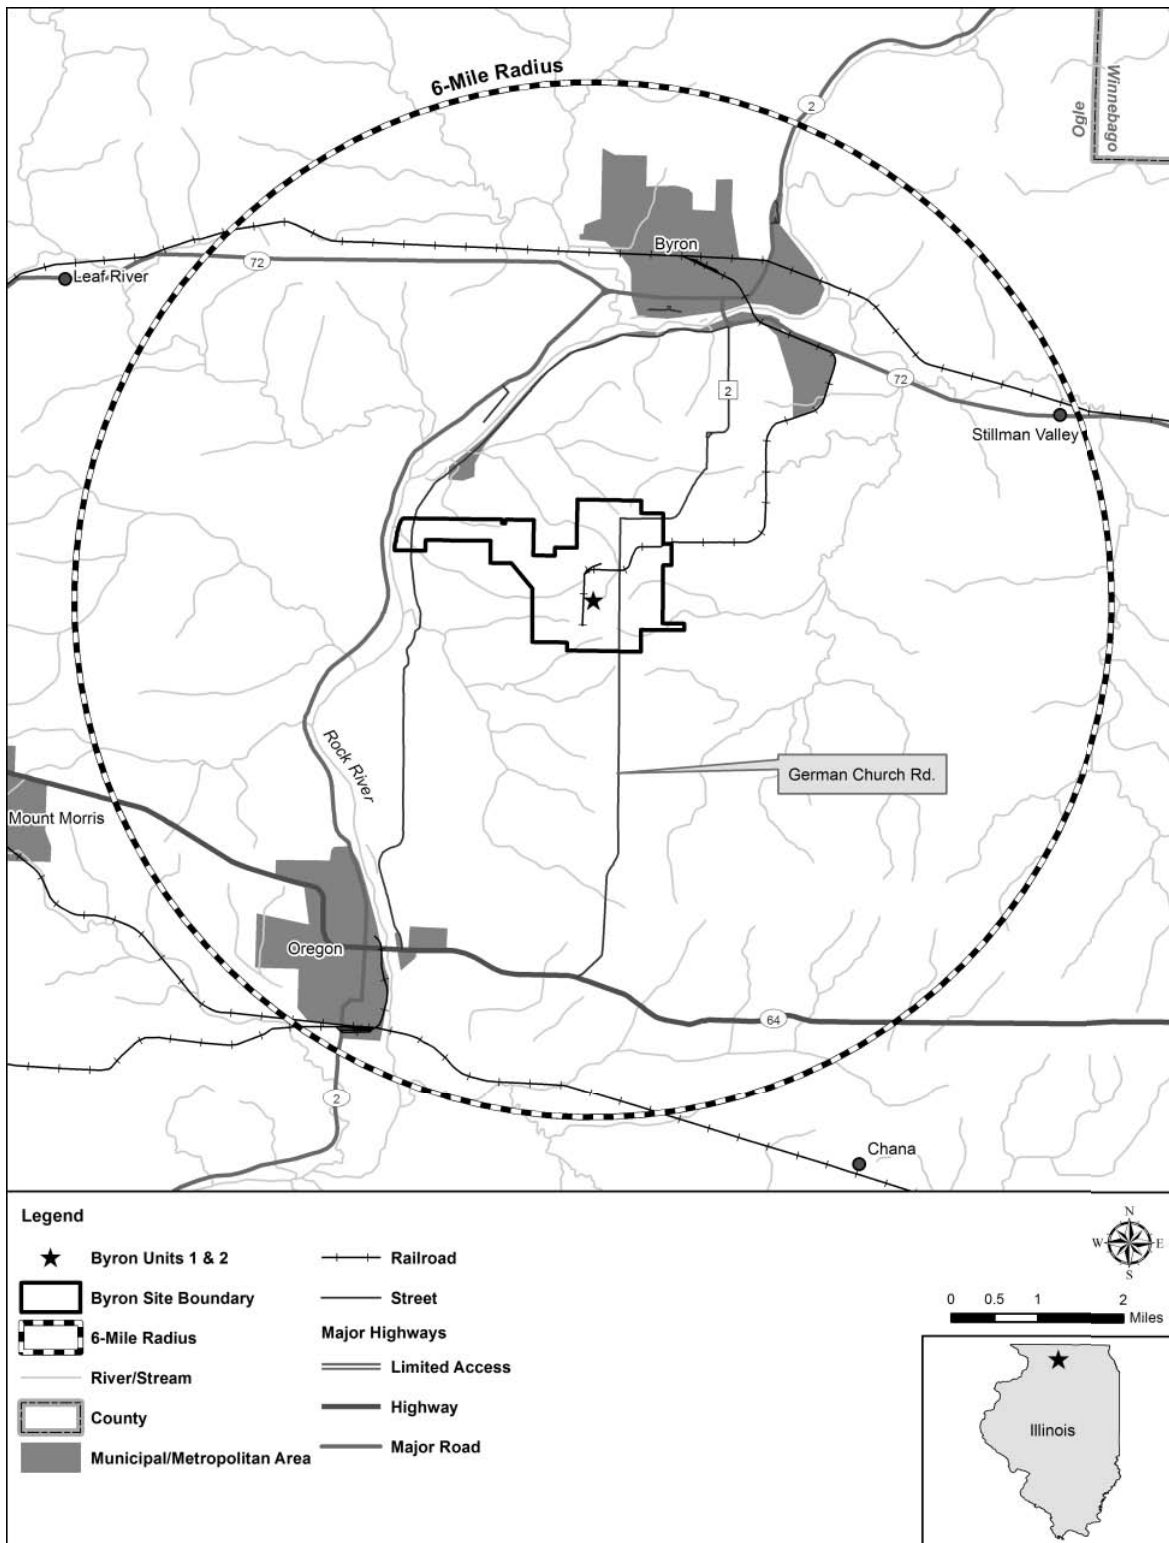 6-Mile Radius
2
Ogle
Winnebago
Byron
72
Leaf River
72
2
Stillman Valley
Rock River
German Church Rd.
Mount Morris
Oregon
64
2
Chana
Legend
Byron Units 1 & 2
Byron Site Boundary
6-Mile Radius
River/Stream
County
Municipal/Metropolitan Area
Railroad
Street
Major Highways
Limited Access
Highway
Major Road
N
W E
S
0 0.5 1 2
Miles
Illinois